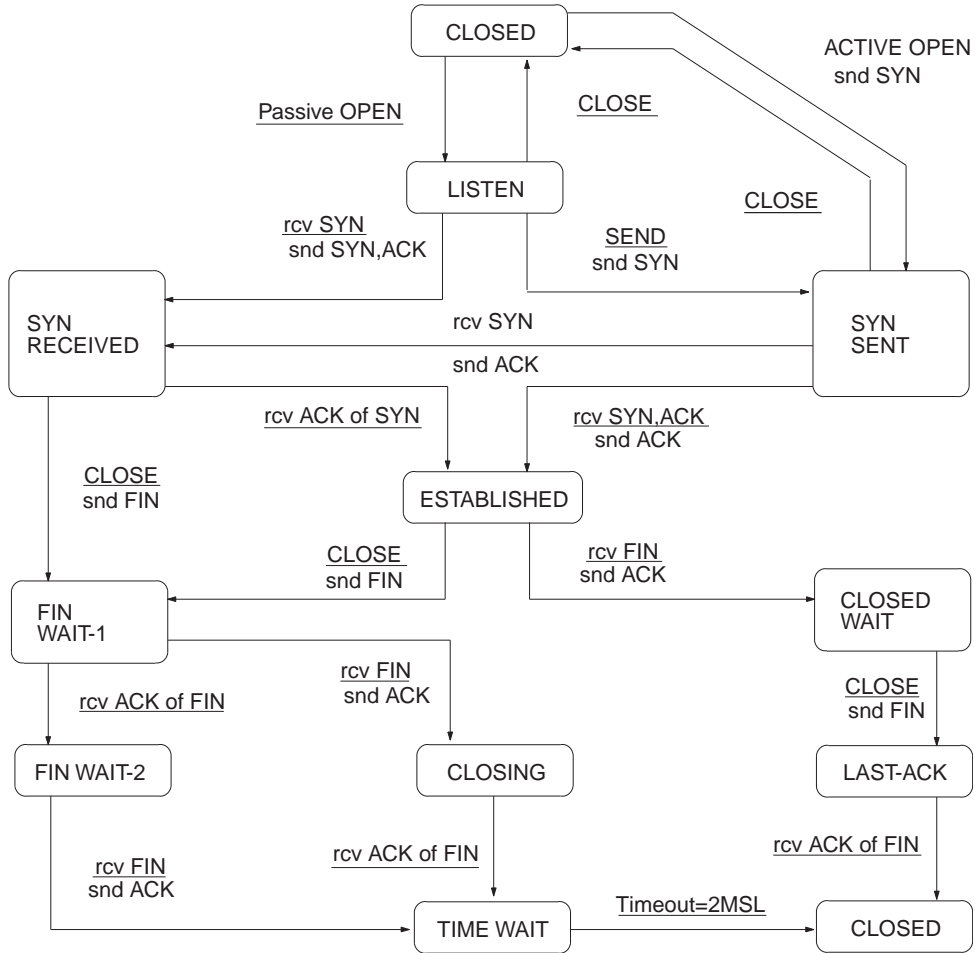 CLOSED
ACTIVE OPEN
snd SYN
Passive OPEN
CLOSE
LISTEN
CLOSE
rcv SYN
snd SYN,ACK
SEND
snd SYN
SYN
RECEIVED
rcv SYN
snd ACK
SYN
SENT
rcv ACK of SYN
rcv SYN,ACK
snd ACK
CLOSE
snd FIN
ESTABLISHED
CLOSE
snd FIN
rcv FIN
snd ACK
FIN
WAIT-1
CLOSED
WAIT
rcv ACK of FIN
rcv FIN
snd ACK
CLOSE
snd FIN
FIN WAIT-2
CLOSING
LAST-ACK
rcv FIN
snd ACK
rcv ACK of FIN
rcv ACK of FIN
TIME WAIT
Timeout=2MSL
CLOSED